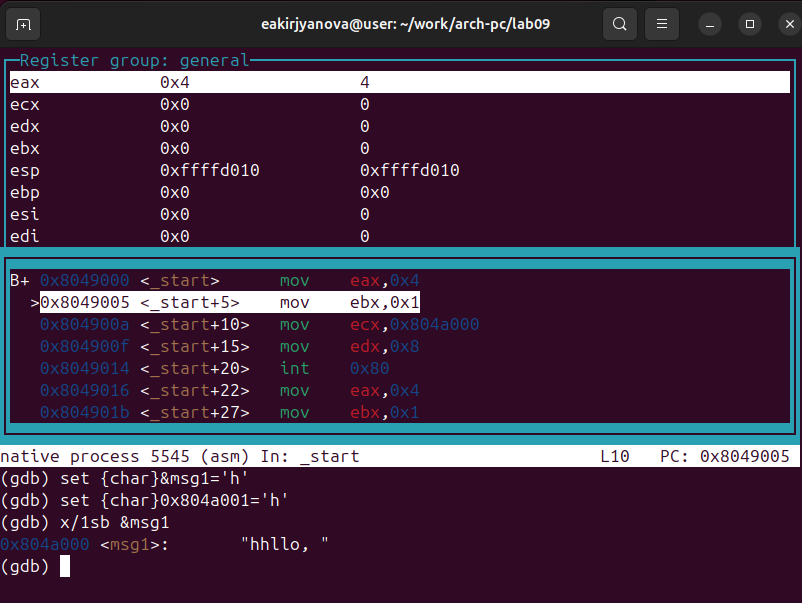 eakirjyanova@user: ~/work/arch-pc/lab09
Register group: general
eax 0x4 4
ecx 0x0 0
edx 0x0 0
ebx 0x0 0
esp 0xffffd010 0xffffd010
ebp 0x0 0x0
esi 0x0 0
edi 0x0 0
B+ 0x8049000 <_start> mov eax,0x4
>0x8049005 <_start+5> mov ebx,0x1
0x804900a <_start+10> mov ecx,0x804a000
0x804900f <_start+15> mov edx,0x8
0x8049014 <_start+20> int 0x80
0x8049016 <_start+22> mov eax,0x4
0x804901b <_start+27> mov ebx,0x1
native process 5545 (asm) In: _start L10 PC: 0x8049005
(gdb) set {char}&msg1='h'
(gdb) set {char}0x804a001='h'
(gdb) x/1sb &msg1
0x804a000 <msg1>: "hhllo, "
(gdb)